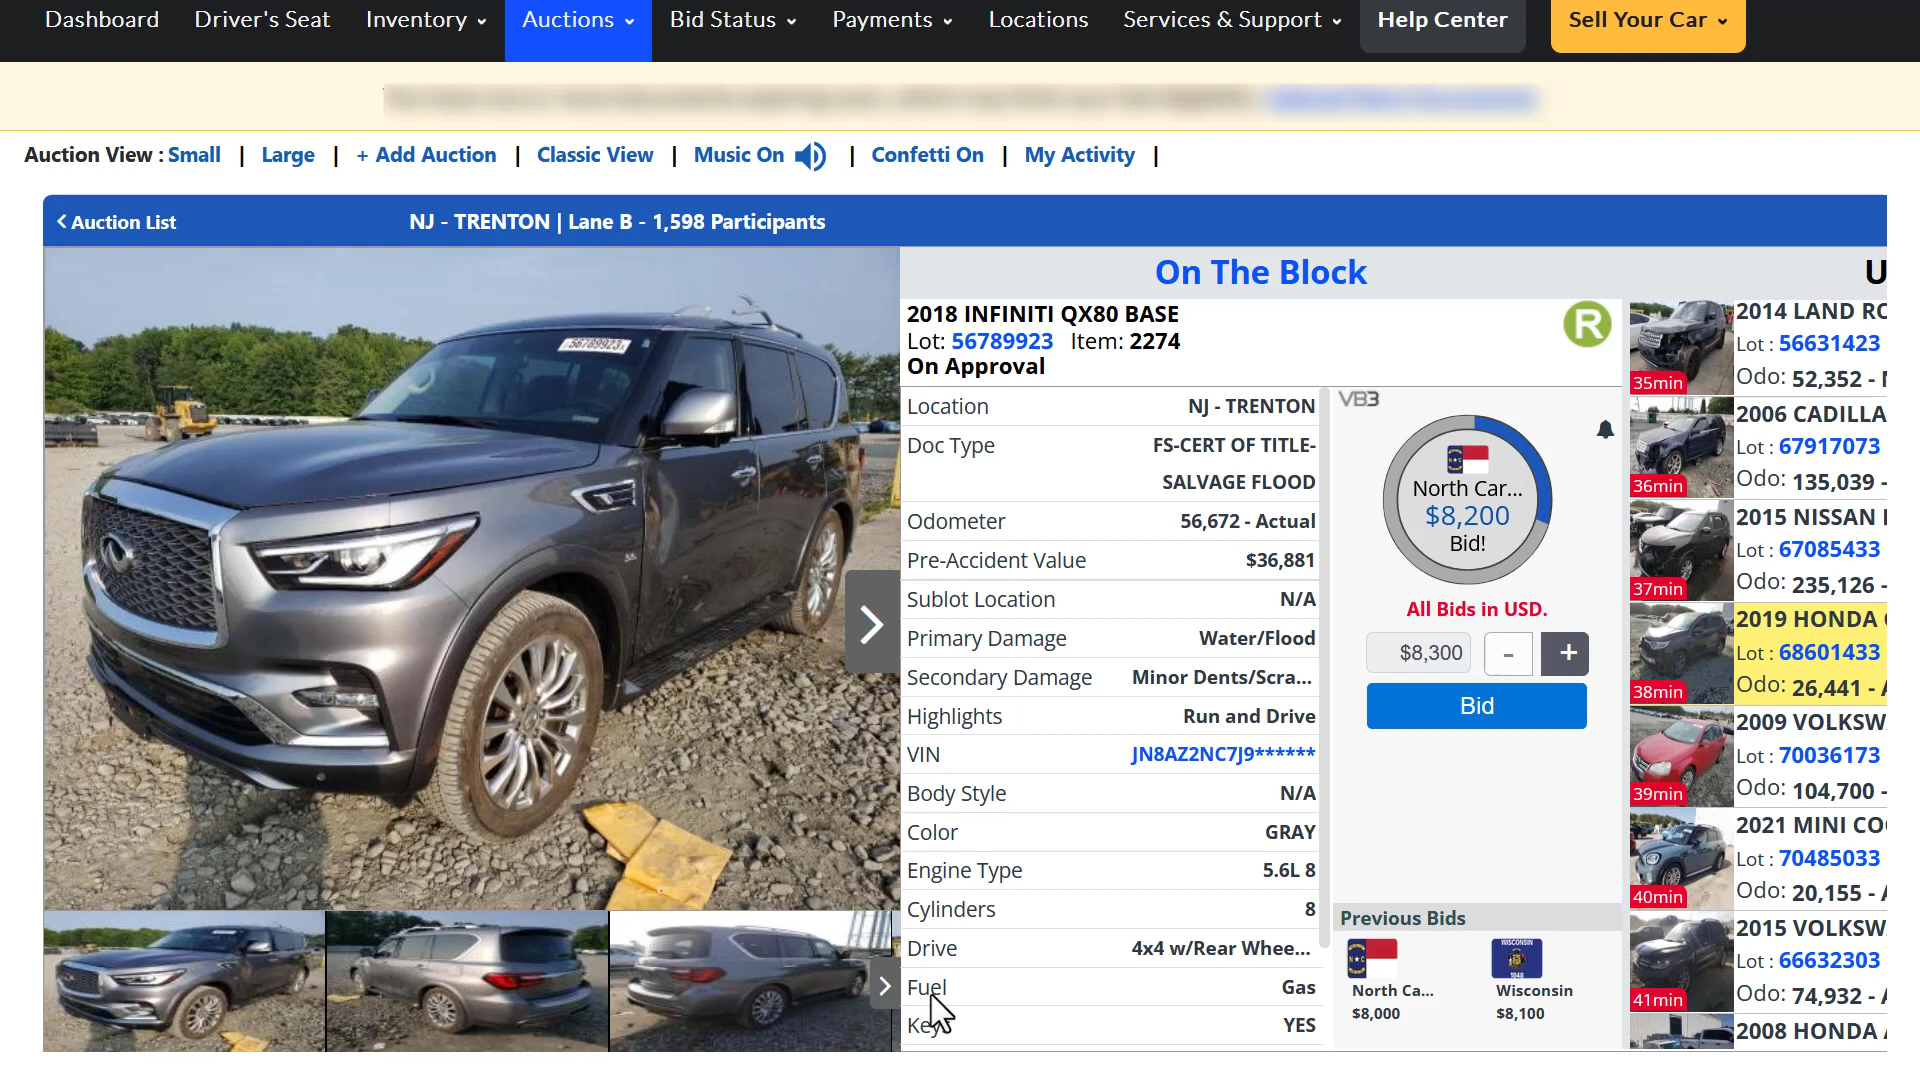 Dashboard Driver's Seat Inventory Auctions Bid Status Payments Locations Services & Support Help Center Sell Your Car
Auction View : Small | Large | + Add Auction | Classic View | Music On | Confetti On | My Activity |
Auction List NJ - TRENTON | Lane B - 1,598 Participants
On The Block
2018 INFINITI QX80 BASE
Lot: 56789923 Item: 2274
On Approval
R
56789923
Location NJ - TRENTON
Doc Type FS-CERT OF TITLE-
SALVAGE FLOOD
Odometer 56,672 - Actual
Pre-Accident Value $36,881
Sublot Location N/A
Primary Damage Water/Flood
Secondary Damage Minor Dents/Scra...
Highlights Run and Drive
VIN JN8AZ2NC7J9******
Body Style N/A
Color GRAY
Engine Type 5.6L 8
Cylinders 8
Drive 4x4 w/Rear Whee...
Fuel Gas
Key YES
VB3
North Car...
$8,200
Bid!
All Bids in USD.
$8,300 - +
Bid
Previous Bids
North Ca... Wisconsin
$8,000 $8,100
U
2014 LAND RO
Lot : 56631423
Odo: 52,352 -
35min
2006 CADILLA
Lot : 67917073
Odo: 135,039 -
36min
2015 NISSAN
Lot : 67085433
Odo: 235,126 -
37min
2019 HONDA
Lot : 68601433
Odo: 26,441 - A
38min
2009 VOLKSW
Lot : 70036173
Odo: 104,700 -
39min
2021 MINI CO
Lot : 70485033
Odo: 20,155 - A
40min
2015 VOLKSW
Lot : 66632303
Odo: 74,932 - A
41min
2008 HONDA